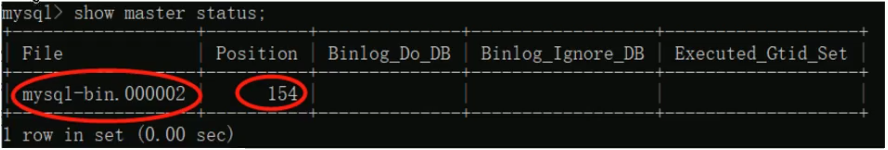 mysql> show master status;
File Position Binlog_Do_DB Binlog_Ignore_DB Executed_Gtid_Set
mysql-bin.000002 154
1 row in set (0.00 sec)